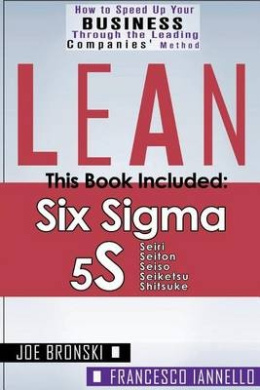 How to Speed Up Your
BUSINESS
Through the Leading
Companies' Method
LEAN
This Book Included:
Six Sigma
5S
Seiri
Seiton
Seiso
Seiketsu
Shitsuke
JOE BRONSKI
FRANCESCO IANNELLO